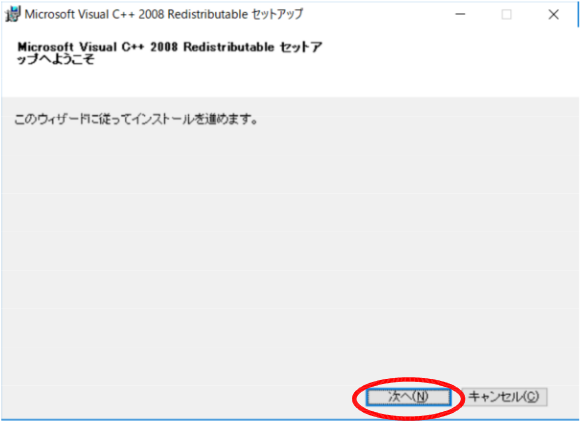 Microsoft Visual C++ 2008 Redistributable セットアップ
Microsoft Visual C++ 2008 Redistributable セットア
ップへようこそ
このウィザードに従ってインストールを進めます。
次へ(N)
キャンセル(C)